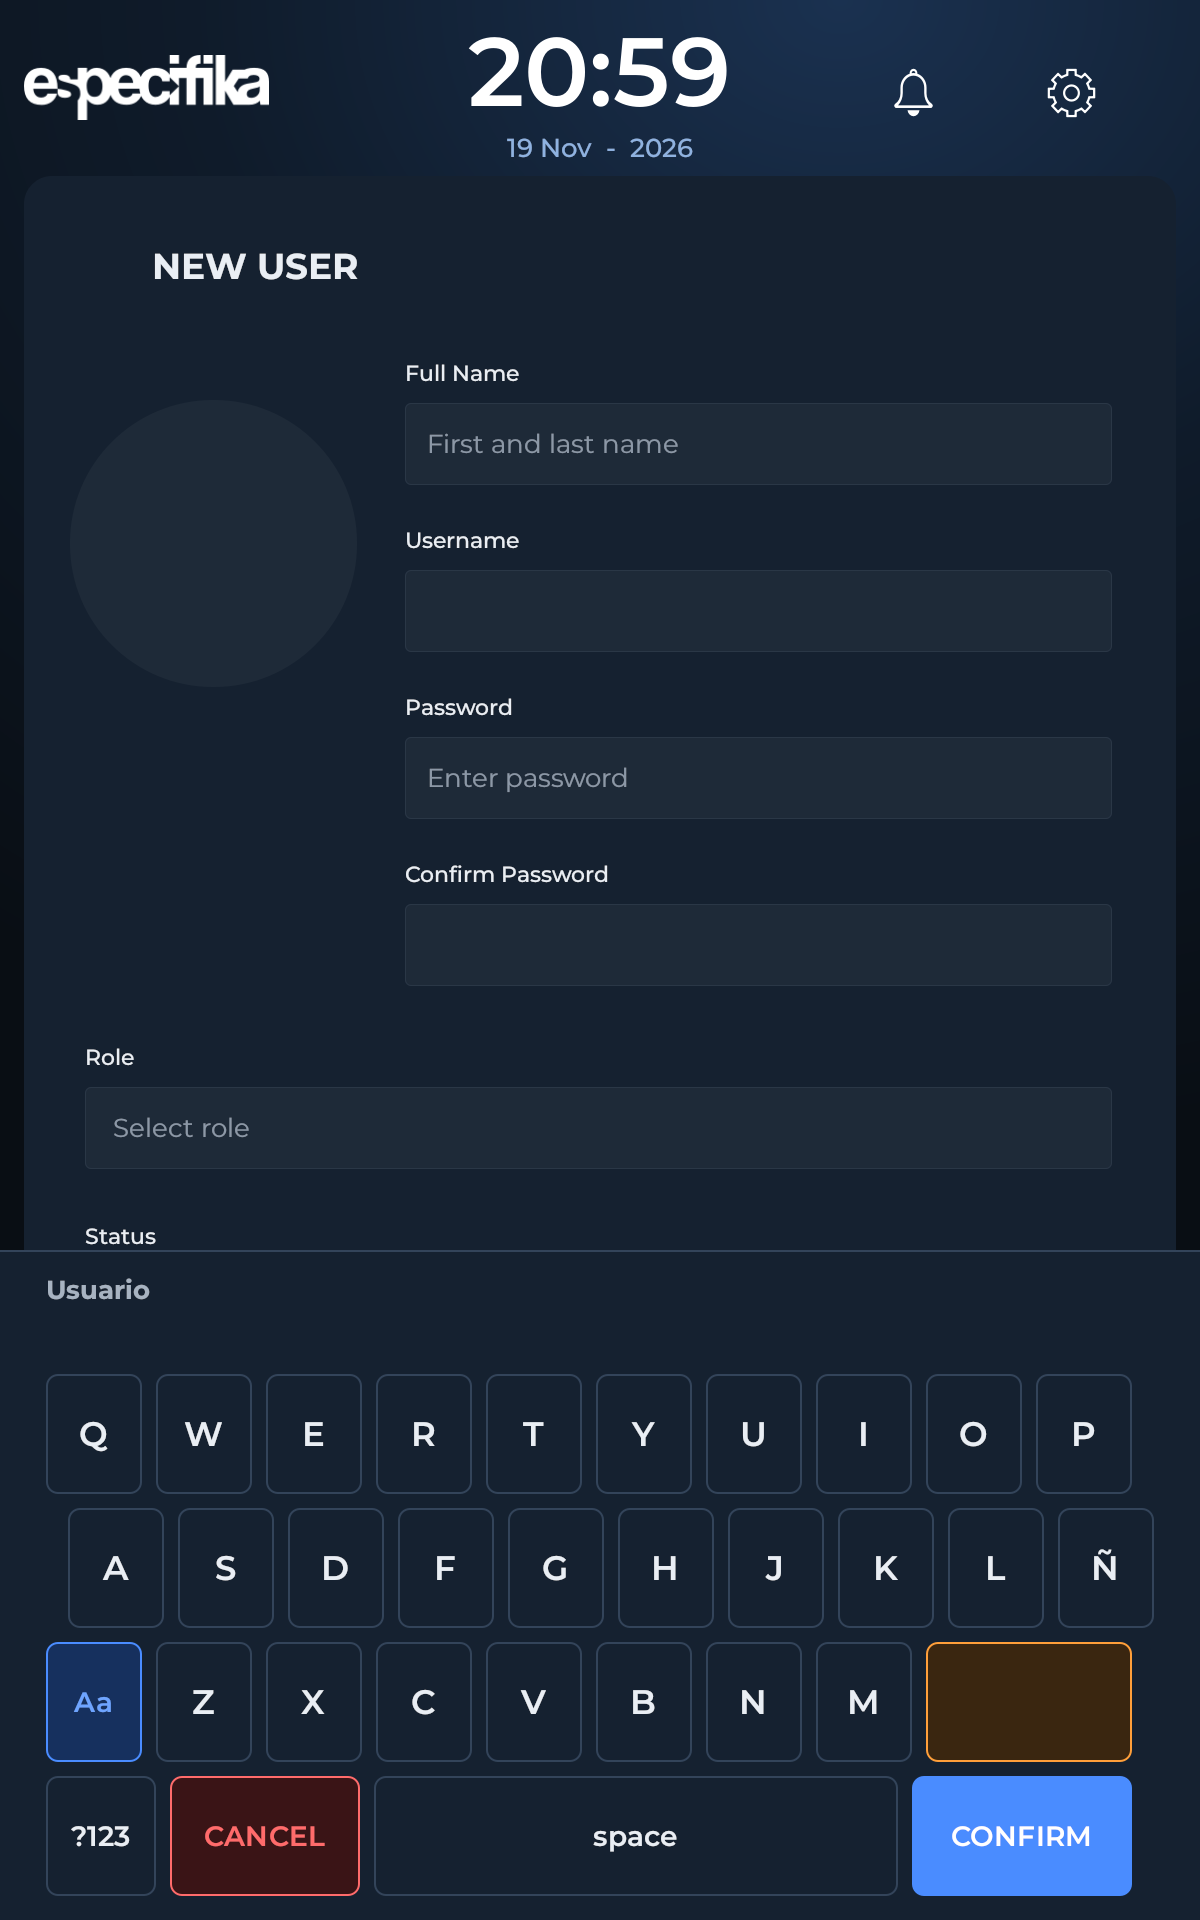 especifika
20:59
19 Nov - 2026
NEW USER
Full Name
First and last name
Username
Password
Enter password
Confirm Password
Role
Select role
Status
Usuario
Q W E R T Y U I O P
A S D F G H J K L Ñ
Aa Z X C V B N M
?123 CANCEL space CONFIRM